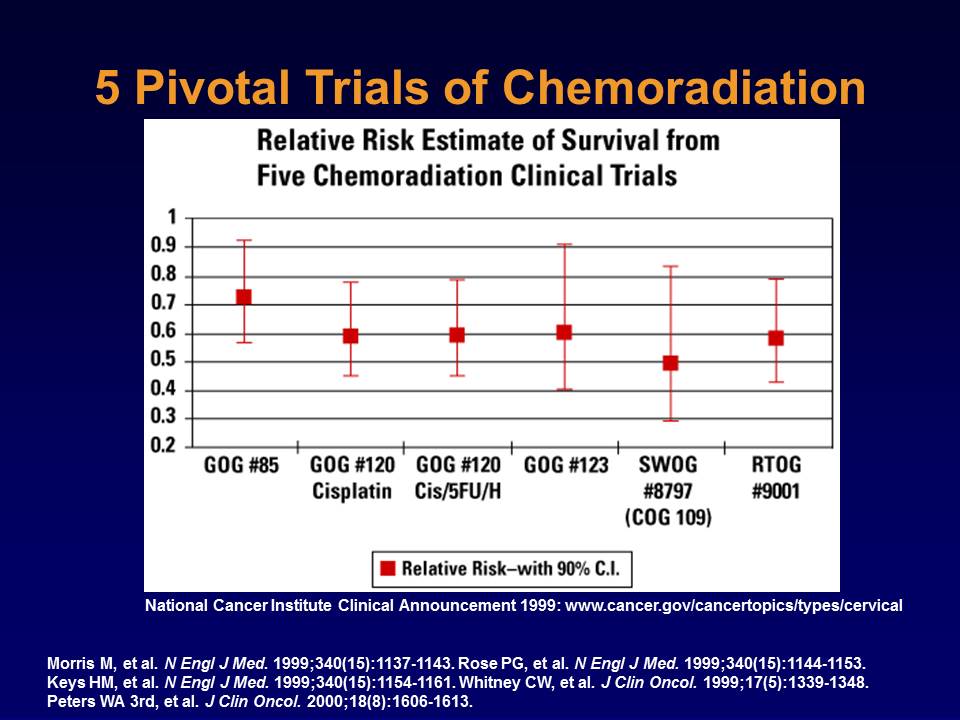 5 Pivotal Trials of Chemoradiation
Relative Risk Estimate of Survival from
Five Chemoradiation Clinical Trials
1
0.9
0.8
0.7
0.6
0.5
0.4
0.3
0.2
GOG #85
GOG #120
Cisplatin
GOG #120
Cis/5FU/H
GOG #123
SWOG
#8797
(COG 109)
RTOG
#9001
Relative Risk–with 90% C.I.
National Cancer Institute Clinical Announcement 1999: www.cancer.gov/cancertopics/types/cervical
Morris M, et al. N Engl J Med. 1999;340(15):1137-1143. Rose PG, et al. N Engl J Med. 1999;340(15):1144-1153.
Keys HM, et al. N Engl J Med. 1999;340(15):1154-1161. Whitney CW, et al. J Clin Oncol. 1999;17(5):1339-1348.
Peters WA 3rd, et al. J Clin Oncol. 2000;18(8):1606-1613.